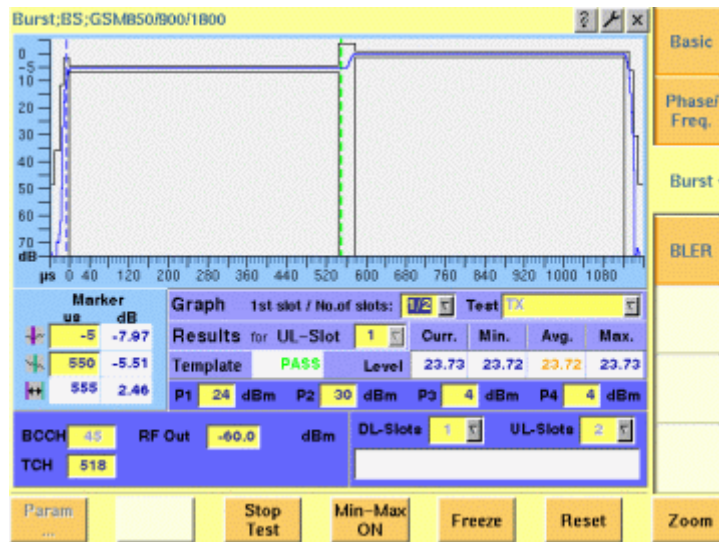 Burst;BS;GSM850/900/1800
? ×
Basic
Phase/
Freq.
Burst
BLER
0
-5
10
20
30
40
50
60
70
dB
µs 0 40 120 200 280 360 440 520 600 680 760 840 920 1000 1080
Marker
us dB
-5 -7.97
550 -5.51
555 2.46
Graph 1st slot / No.of slots: 1/2 Test TX
Results for UL-Slot 1 Curr. Min. Avg. Max.
Template PASS Level 23.73 23.72 23.72 23.73
P1 24 dBm P2 30 dBm P3 4 dBm P4 4 dBm
BCCH 45 RF Out -60.0 dBm DL-Slots 1 UL-Slots 2
TCH 518
Param
...
Stop
Test
Min-Max
ON
Freeze
Reset
Zoom